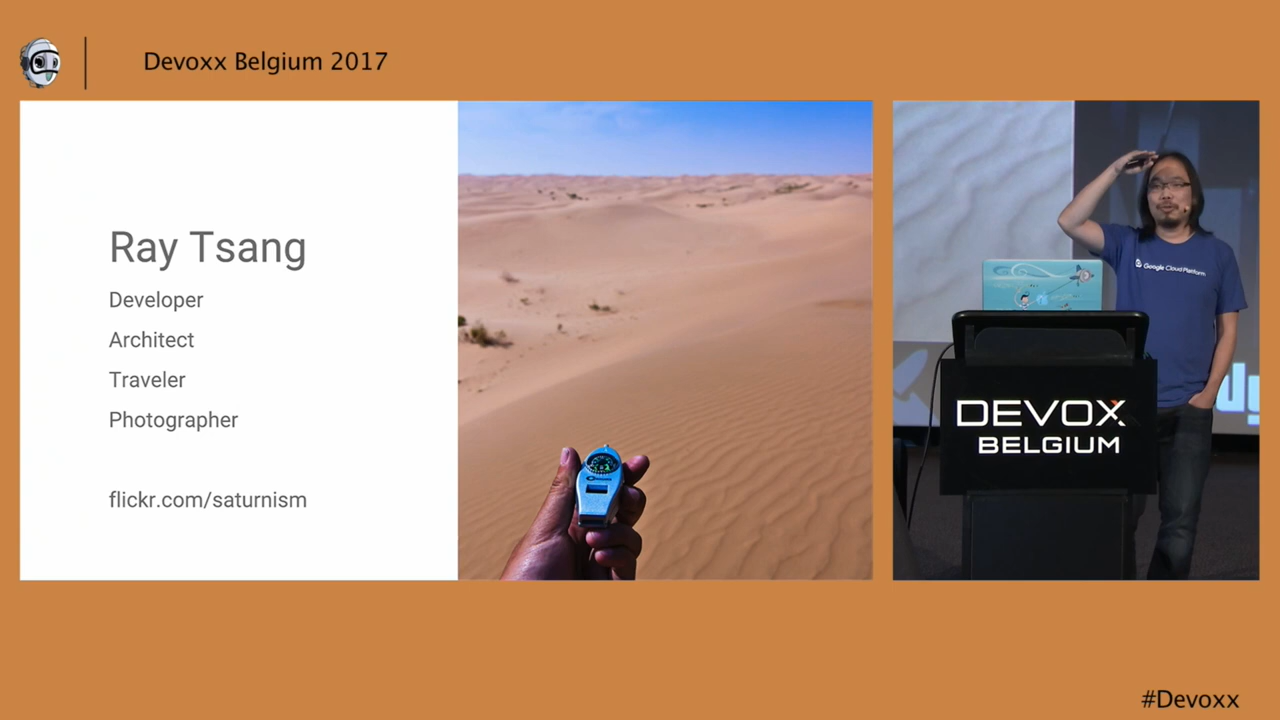 Devoxx Belgium 2017
Ray Tsang
Developer
Architect
Traveler
Photographer
flickr.com/saturnism
Google Cloud Platform
DEVOXX
BELGIUM
#Devoxx